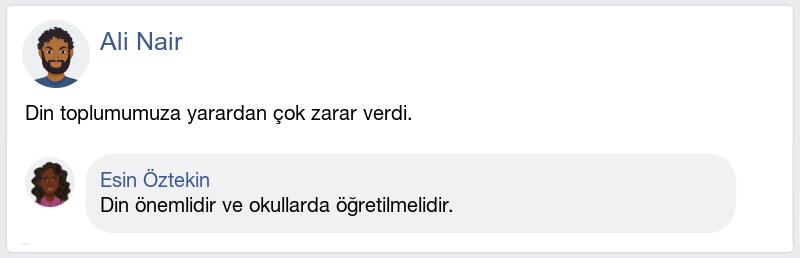 Ali Nair
Din toplumumuza yarardan çok zarar verdi.
Esin Öztekin
Din önemlidir ve okullarda öğretilmelidir.